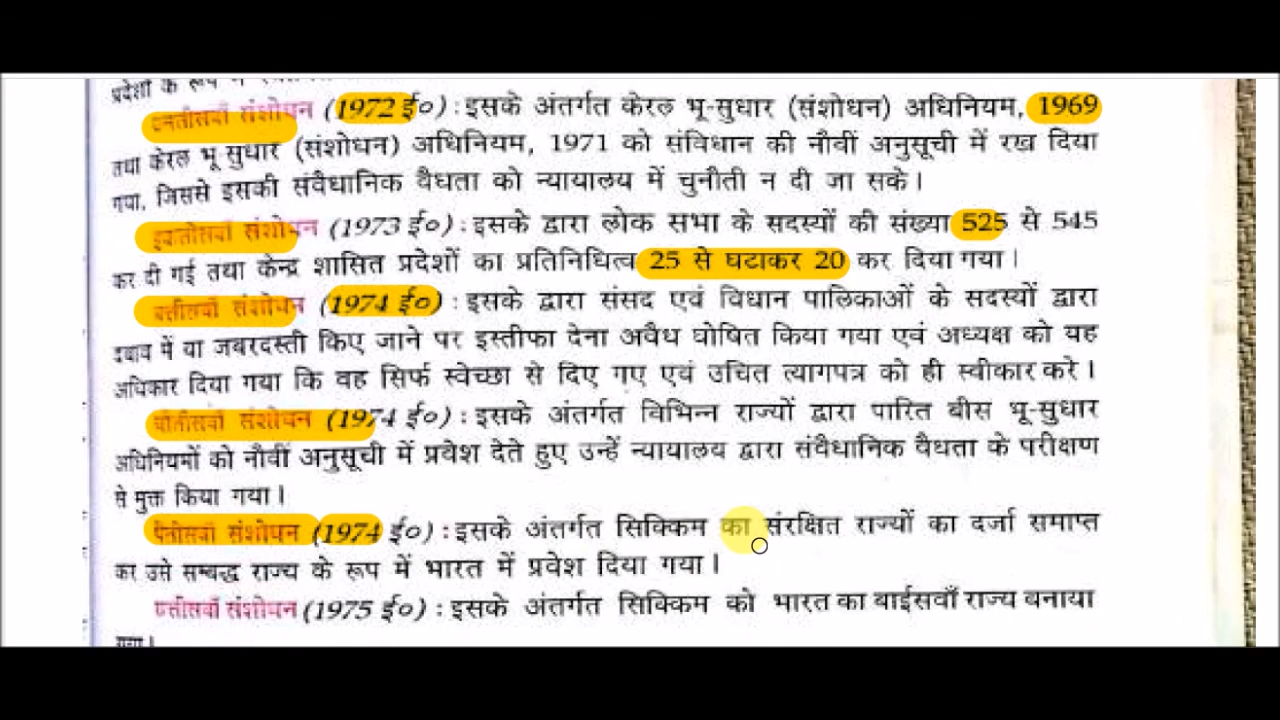 प्रदेशों के रूप में
उनतीसवाँ संशोधन (1972 ई०) : इसके अंतर्गत केरल भू-सुधार (संशोधन) अधिनियम, 1969
तथा केरल भू सुधार (संशोधन) अधिनियम, 1971 को संविधान की नौवीं अनुसूची में रख दिया
गया, जिससे इसकी संवैधानिक वैधता को न्यायालय में चुनौती न दी जा सके।
इकतीसवाँ संशोधन (1973 ई०) : इसके द्वारा लोक सभा के सदस्यों की संख्या 525 से 545
कर दी गई तथा केन्द्र शासित प्रदेशों का प्रतिनिधित्व 25 से घटाकर 20 कर दिया गया।
बत्तीसवाँ संशोधन (1974 ई०) : इसके द्वारा संसद एवं विधान पालिकाओं के सदस्यों द्वारा
दबाव में या जबरदस्ती किए जाने पर इस्तीफा देना अवैध घोषित किया गया एवं अध्यक्ष को यह
अधिकार दिया गया कि वह सिर्फ स्वेच्छा से दिए गए एवं उचित त्यागपत्र को ही स्वीकार करे।
चौंतीसवाँ संशोधन (1974 ई०) : इसके अंतर्गत विभिन्न राज्यों द्वारा पारित बीस भू-सुधार
अधिनियमों को नौवीं अनुसूची में प्रवेश देते हुए उन्हें न्यायालय द्वारा संवैधानिक वैधता के परीक्षण
से मुक्त किया गया।
पैंतीसवाँ संशोधन (1974 ई०) : इसके अंतर्गत सिक्किम का संरक्षित राज्यों का दर्जा समाप्त
कर उसे सम्बद्ध राज्य के रूप में भारत में प्रवेश दिया गया।
छत्तीसवाँ संशोधन (1975 ई०) : इसके अंतर्गत सिक्किम को भारत का बाईसवाँ राज्य बनाया
गया।